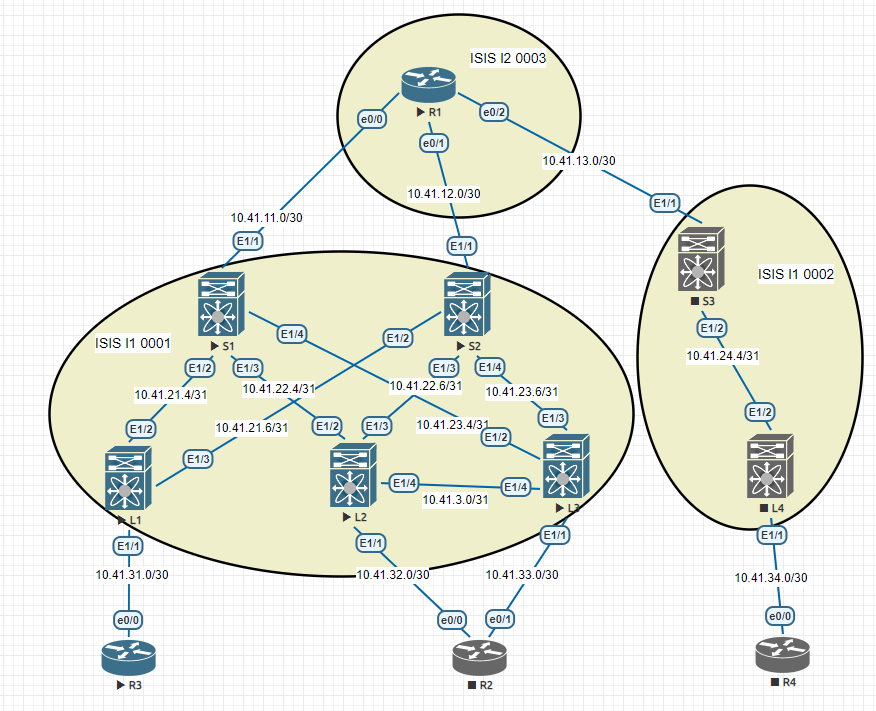 ISIS I2 0003
R1
e0/0
e0/2
e0/1
10.41.13.0/30
10.41.12.0/30
E1/1
10.41.11.0/30
E1/1
E1/1
S3
ISIS I1 0002
E1/2
10.41.24.4/31
E1/2
L4
E1/1
10.41.34.0/30
e0/0
R4
ISIS I1 0001
S1
S2
E1/4
E1/2
E1/2
E1/3
E1/3
E1/4
10.41.21.4/31
10.41.22.4/31
10.41.22.6/31
10.41.23.6/31
E1/2
10.41.21.6/31
E1/2
E1/3
10.41.23.4/31
E1/3
E1/2
E1/3
L1
L2
L3
E1/4
E1/4
10.41.3.0/31
E1/1
E1/1
E1/1
10.41.31.0/30
10.41.32.0/30
10.41.33.0/30
e0/0
e0/0
e0/1
R3
R2